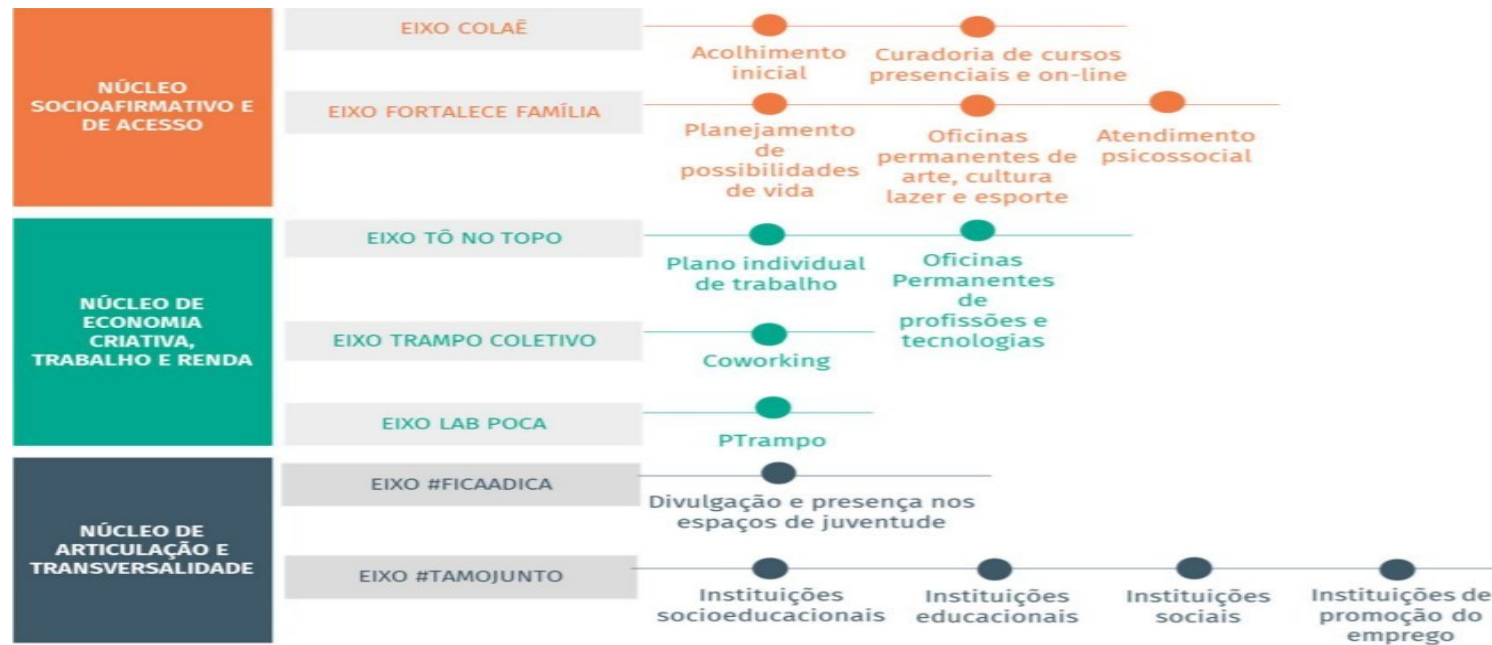 NÚCLEO
SOCIOAFIRMATIVO E
DE ACESSO
EIXO COLAÊ
Acolhimento
inicial
Curadoria de cursos
presenciais e on-line
EIXO FORTALECE FAMÍLIA
Planejamento
de
possibilidades
de vida
Oficinas
permanentes de
arte, cultura
lazer e esporte
Atendimento
psicossocial
NÚCLEO DE
ECONOMIA
CRIATIVA,
TRABALHO E RENDA
EIXO TÔ NO TOPO
Plano individual
de trabalho
Oficinas
Permanentes
de
profissões e
tecnologias
EIXO TRAMPO COLETIVO
Coworking
EIXO LAB POCA
PTrampo
NÚCLEO DE
ARTICULAÇÃO E
TRANSVERSALIDADE
EIXO #FICAADICA
Divulgação e presença nos
espaços de juventude
EIXO #TAMOJUNTO
Instituições
socioeducacionais
Instituições
educacionais
Instituições
sociais
Instituições de
promoção do
emprego